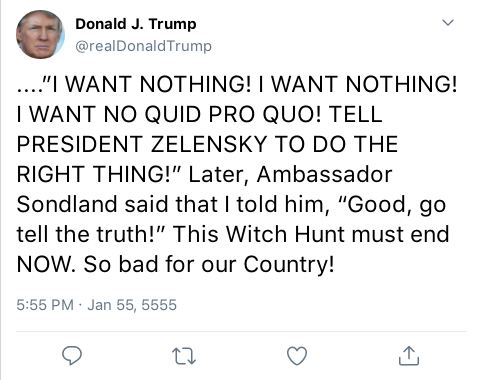 Donald J. Trump
@realDonaldTrump
...."I WANT NOTHING! I WANT NOTHING!
I WANT NO QUID PRO QUO! TELL
PRESIDENT ZELENSKY TO DO THE
RIGHT THING!” Later, Ambassador
Sondland said that I told him, “Good, go
tell the truth!” This Witch Hunt must end
NOW. So bad for our Country!
5:55 PM · Jan 55, 5555